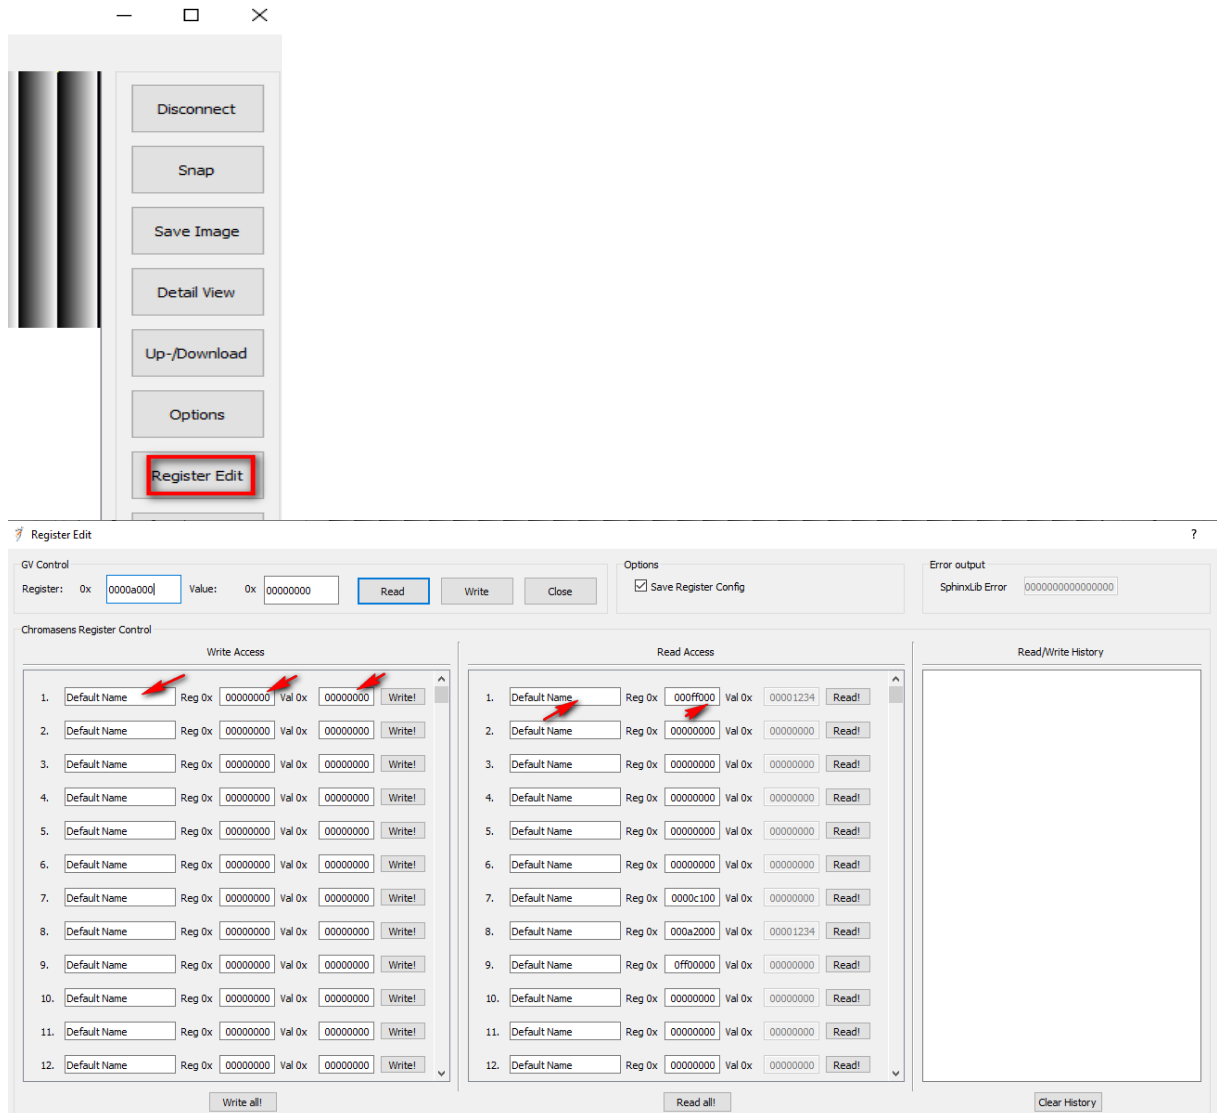 Disconnect
Snap
Save Image
Detail View
Up-/Download
Options
Register Edit
Register Edit ?
GV Control Options Error output
Register: 0x 0000a000 Value: 0x 00000000 Read Write Close Save Register Config SphinxLib Error 0000000000000000
Chromasens Register Control
Write Access Read Access Read/Write History
1. Default Name Reg 0x 00000000 Val 0x 00000000 Write! 1. Default Name Reg 0x 000ff000 Val 0x 00001234 Read!
2. Default Name Reg 0x 00000000 Val 0x 00000000 Write! 2. Default Name Reg 0x 00000000 Val 0x 00000000 Read!
3. Default Name Reg 0x 00000000 Val 0x 00000000 Write! 3. Default Name Reg 0x 00000000 Val 0x 00000000 Read!
4. Default Name Reg 0x 00000000 Val 0x 00000000 Write! 4. Default Name Reg 0x 00000000 Val 0x 00000000 Read!
5. Default Name Reg 0x 00000000 Val 0x 00000000 Write! 5. Default Name Reg 0x 00000000 Val 0x 00000000 Read!
6. Default Name Reg 0x 00000000 Val 0x 00000000 Write! 6. Default Name Reg 0x 00000000 Val 0x 00000000 Read!
7. Default Name Reg 0x 00000000 Val 0x 00000000 Write! 7. Default Name Reg 0x 0000c100 Val 0x 00000000 Read!
8. Default Name Reg 0x 00000000 Val 0x 00000000 Write! 8. Default Name Reg 0x 000a2000 Val 0x 00001234 Read!
9. Default Name Reg 0x 00000000 Val 0x 00000000 Write! 9. Default Name Reg 0x 0ff00000 Val 0x 00000000 Read!
10. Default Name Reg 0x 00000000 Val 0x 00000000 Write! 10. Default Name Reg 0x 00000000 Val 0x 00000000 Read!
11. Default Name Reg 0x 00000000 Val 0x 00000000 Write! 11. Default Name Reg 0x 00000000 Val 0x 00000000 Read!
12. Default Name Reg 0x 00000000 Val 0x 00000000 Write! 12. Default Name Reg 0x 00000000 Val 0x 00000000 Read!
Write all! Read all! Clear History